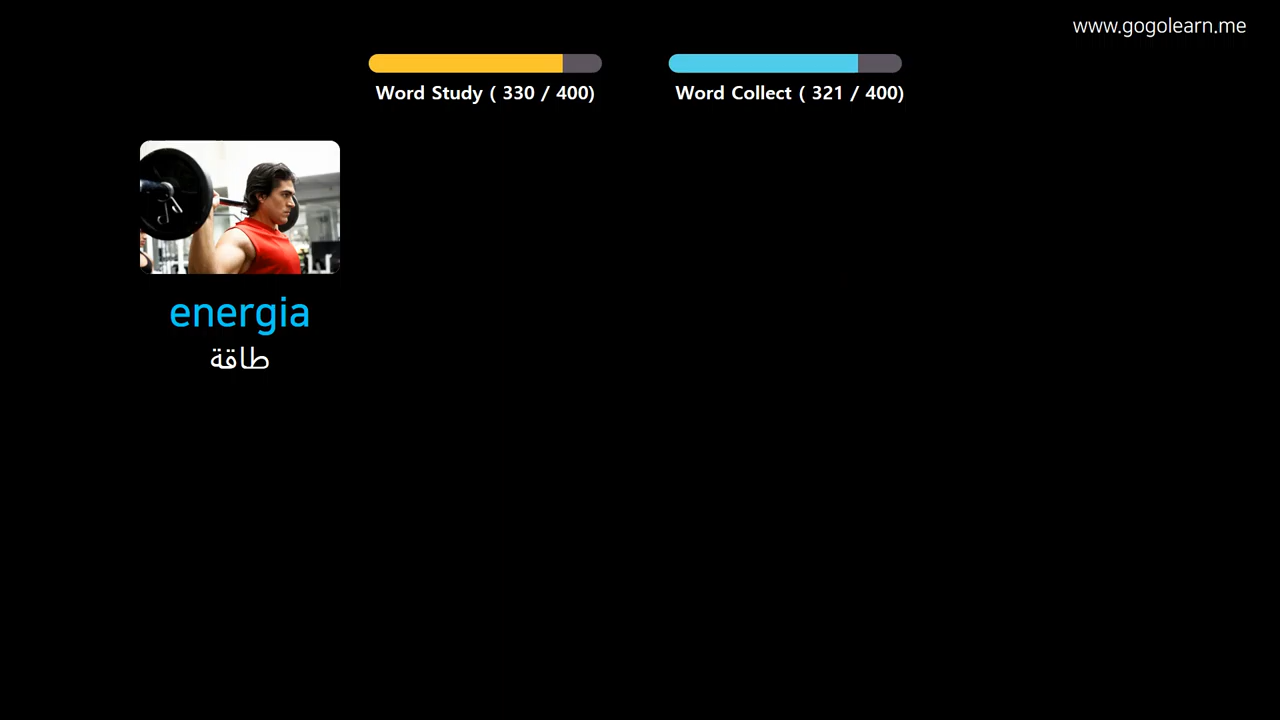 www.gogolearn.me
Word Study ( 330 / 400)
Word Collect ( 321 / 400)
energia
طاقة